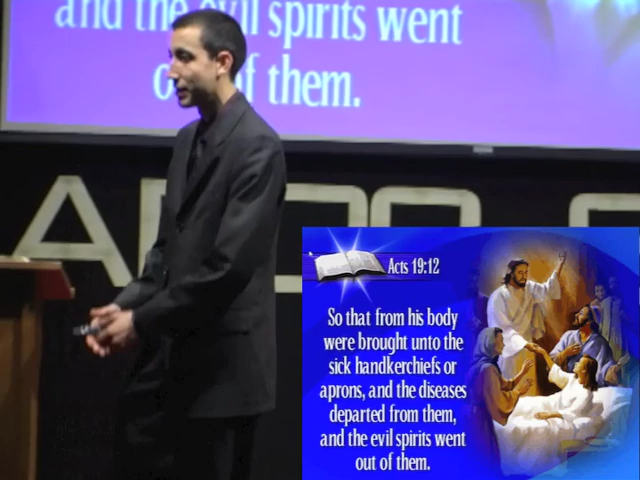 and the evil spirits went
out of them.
Acts 19:12
So that from his body
were brought unto the
sick handkerchiefs or
aprons, and the diseases
departed from them,
and the evil spirits went
out of them.